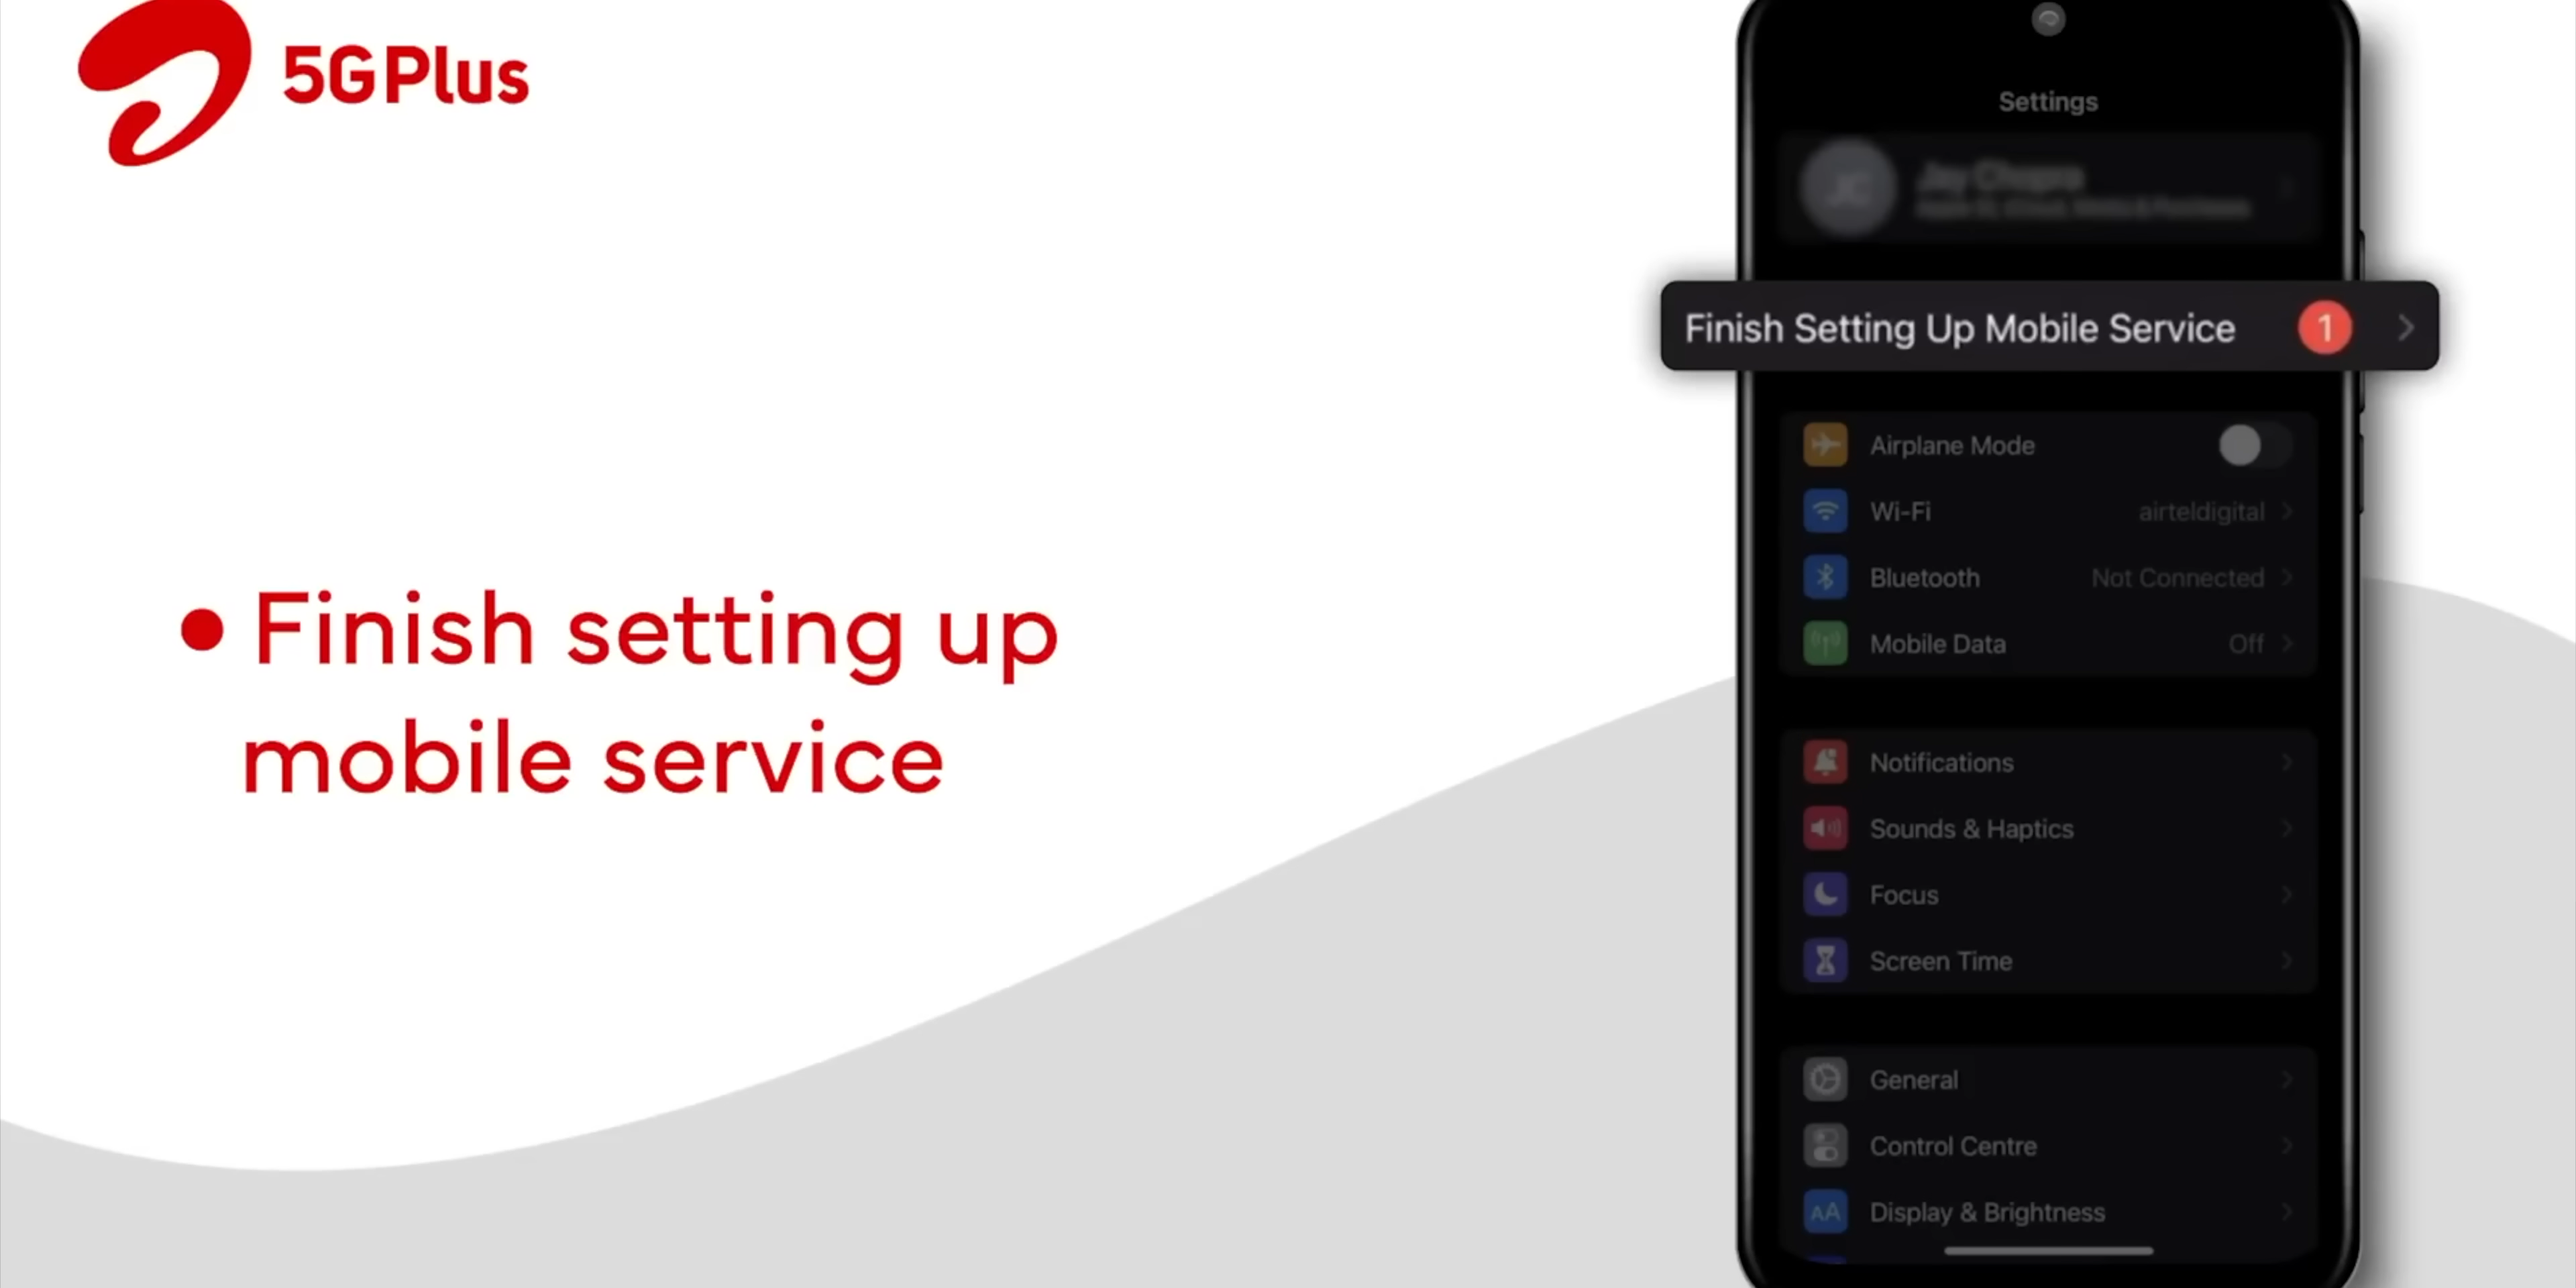 5G Plus
Settings
Finish Setting Up Mobile Service 1
Airplane Mode
Wi-Fi airteldigital
Bluetooth Not Connected
Mobile Data Off
Notifications
Sounds & Haptics
Focus
Screen Time
General
Control Centre
AA Display & Brightness
• Finish setting up
mobile service